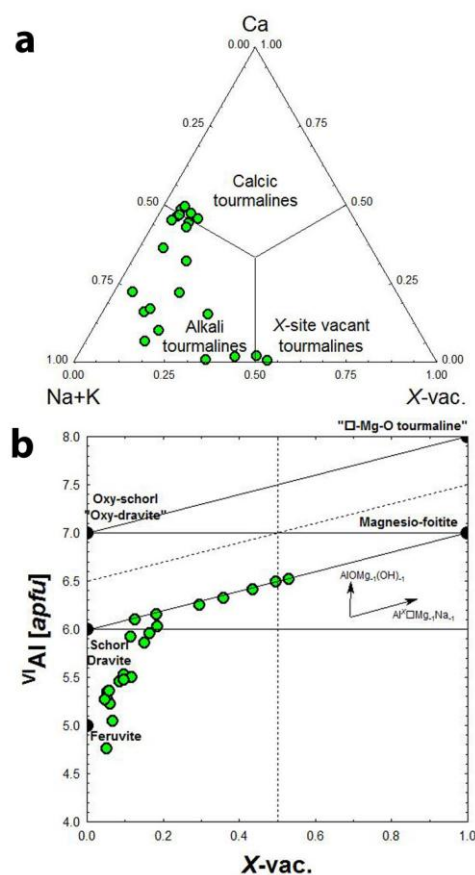 a
Ca
0.00 1.00
0.25 0.75
0.50 Calcic 0.50
tourmalines
0.75 0.25
Alkali X-site vacant
tourmalines tourmalines
1.00 0.00
0.00 0.25 0.50 0.75 1.00
Na+K X-vac.
b
"□-Mg-O tourmaline"
8.0
7.5
Oxy-schorl
"Oxy-dravite"
7.0
Magnesio-foitite
6.5
AlOMg₋₁(OH)₋₁
Alˣ□Mg₋₁Na₋₁
6.0
Schorl
Dravite
5.5
5.0
Feruvite
4.5
4.0
ⱽᴵAl [apfu]
0.0 0.2 0.4 0.6 0.8 1.0
X-vac.